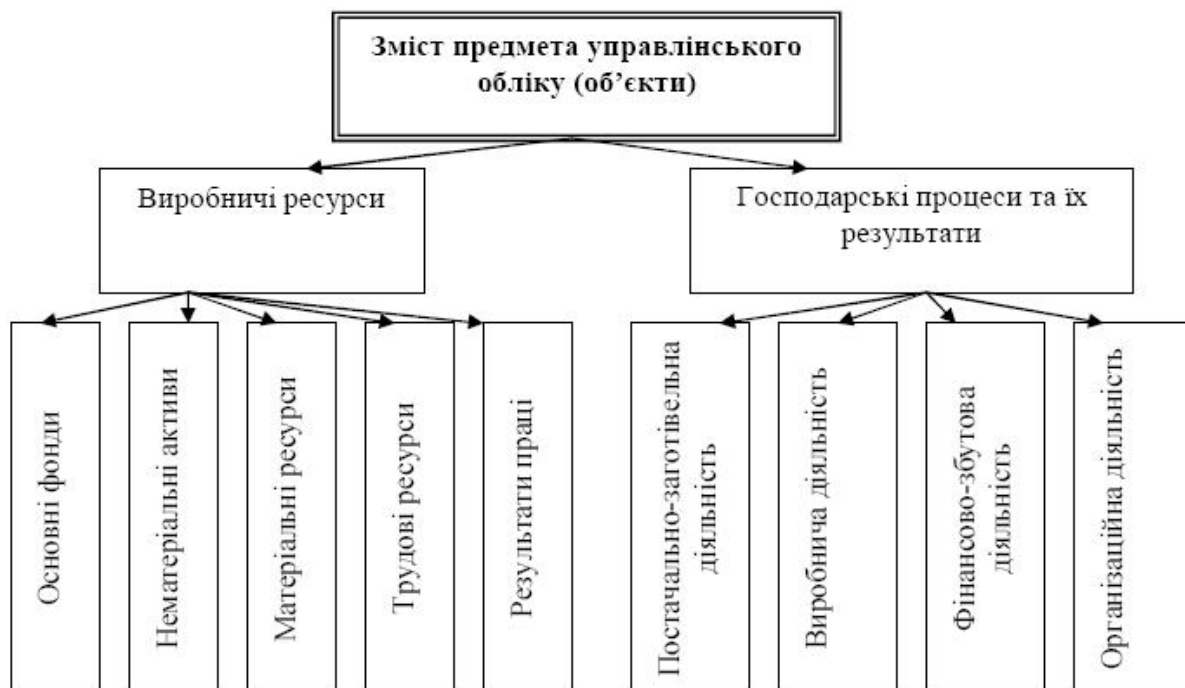 Зміст предмета управлінського
обліку (об’єкти)
Виробничі ресурси
Господарські процеси та їх
результати
Основні фонди
Нематеріальні активи
Матеріальні ресурси
Трудові ресурси
Результати праці
Постачально-заготівельна
діяльність
Виробнича діяльність
Фінансово-збутова
діяльність
Організаційна діяльність